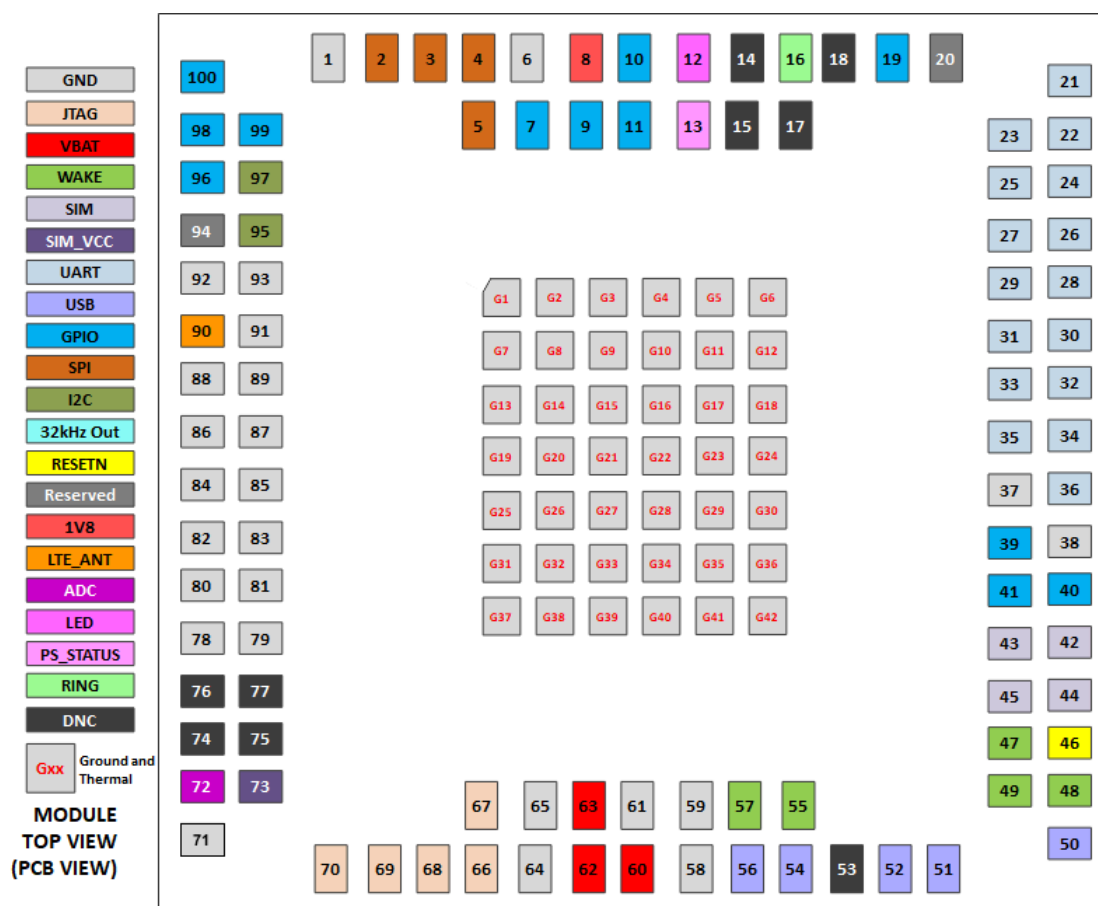 1 2 3 4 6 8 10 12 14 16 18 19 20
GND 100 21
JTAG 98 99 5 7 9 11 13 15 17 23 22
VBAT
WAKE 96 97 25 24
SIM
SIM_VCC 94 95 27 26
UART 92 93 29 28
USB G1 G2 G3 G4 G5 G6
GPIO 90 91 31 30
SPI G7 G8 G9 G10 G11 G12
I2C 88 89 33 32
32kHz Out 86 87 G13 G14 G15 G16 G17 G18 35 34
RESETN G19 G20 G21 G22 G23 G24
Reserved 84 85 37 36
1V8 82 83 G25 G26 G27 G28 G29 G30 39 38
LTE_ANT G31 G32 G33 G34 G35 G36
ADC 80 81 41 40
LED G37 G38 G39 G40 G41 G42
PS_STATUS 78 79 43 42
RING 76 77 45 44
DNC
74 75 47 46
Gxx Ground and
Thermal
72 73 49 48
MODULE 67 65 63 61 59 57 55
TOP VIEW 71 50
(PCB VIEW) 70 69 68 66 64 62 60 58 56 54 53 52 51